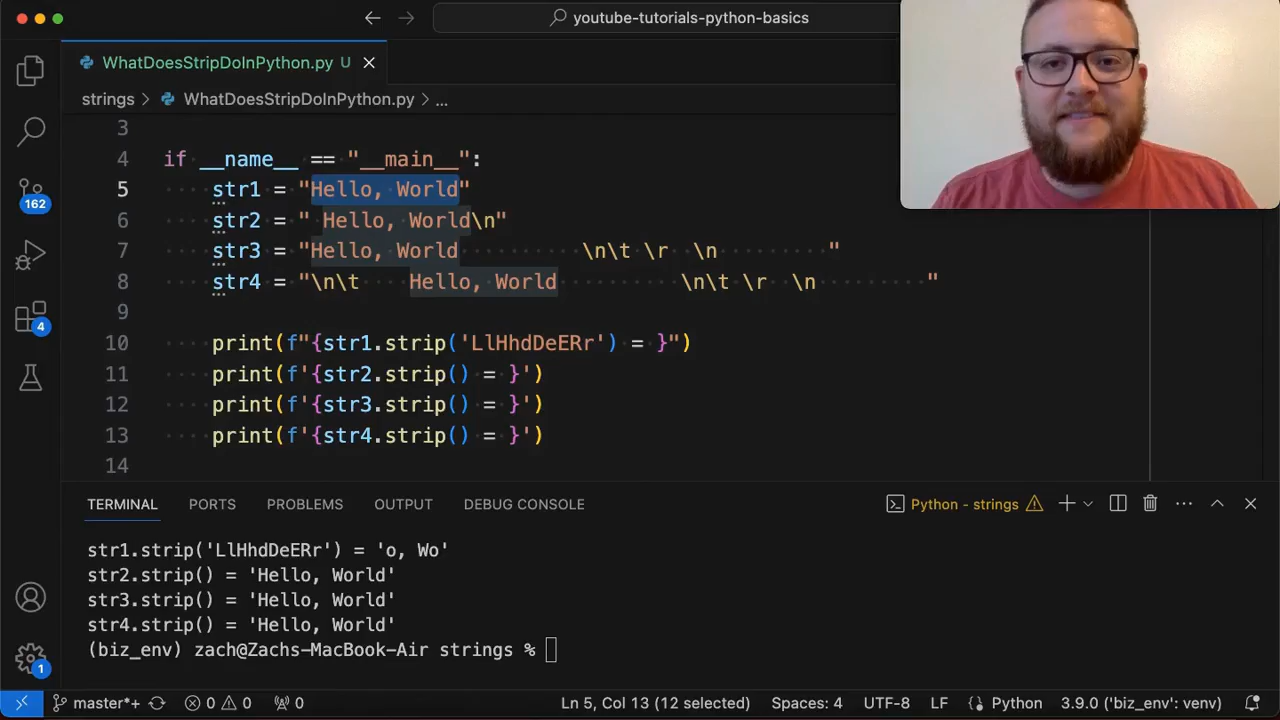 youtube-tutorials-python-basics
WhatDoesStripDoInPython.py U
strings > WhatDoesStripDoInPython.py > ...
3
4 if __name__ == "__main__":
5 str1 = "Hello, World"
6 str2 = " Hello, World\n"
7 str3 = "Hello, World          \n\t \r  \n         "
8 str4 = "\n\t    Hello, World          \n\t \r  \n         "
9
10 print(f"{str1.strip('LlHhdDeERr') = }")
11 print(f'{str2.strip() = }')
12 print(f'{str3.strip() = }')
13 print(f'{str4.strip() = }')
14
162
4
1
TERMINAL PORTS PROBLEMS OUTPUT DEBUG CONSOLE Python - strings
str1.strip('LlHhdDeERr') = 'o, Wo'
str2.strip() = 'Hello, World'
str3.strip() = 'Hello, World'
str4.strip() = 'Hello, World'
(biz_env) zach@Zachs-MacBook-Air strings %
master*+ 0 0 0 Ln 5, Col 13 (12 selected) Spaces: 4 UTF-8 LF Python 3.9.0 ('biz_env': venv)